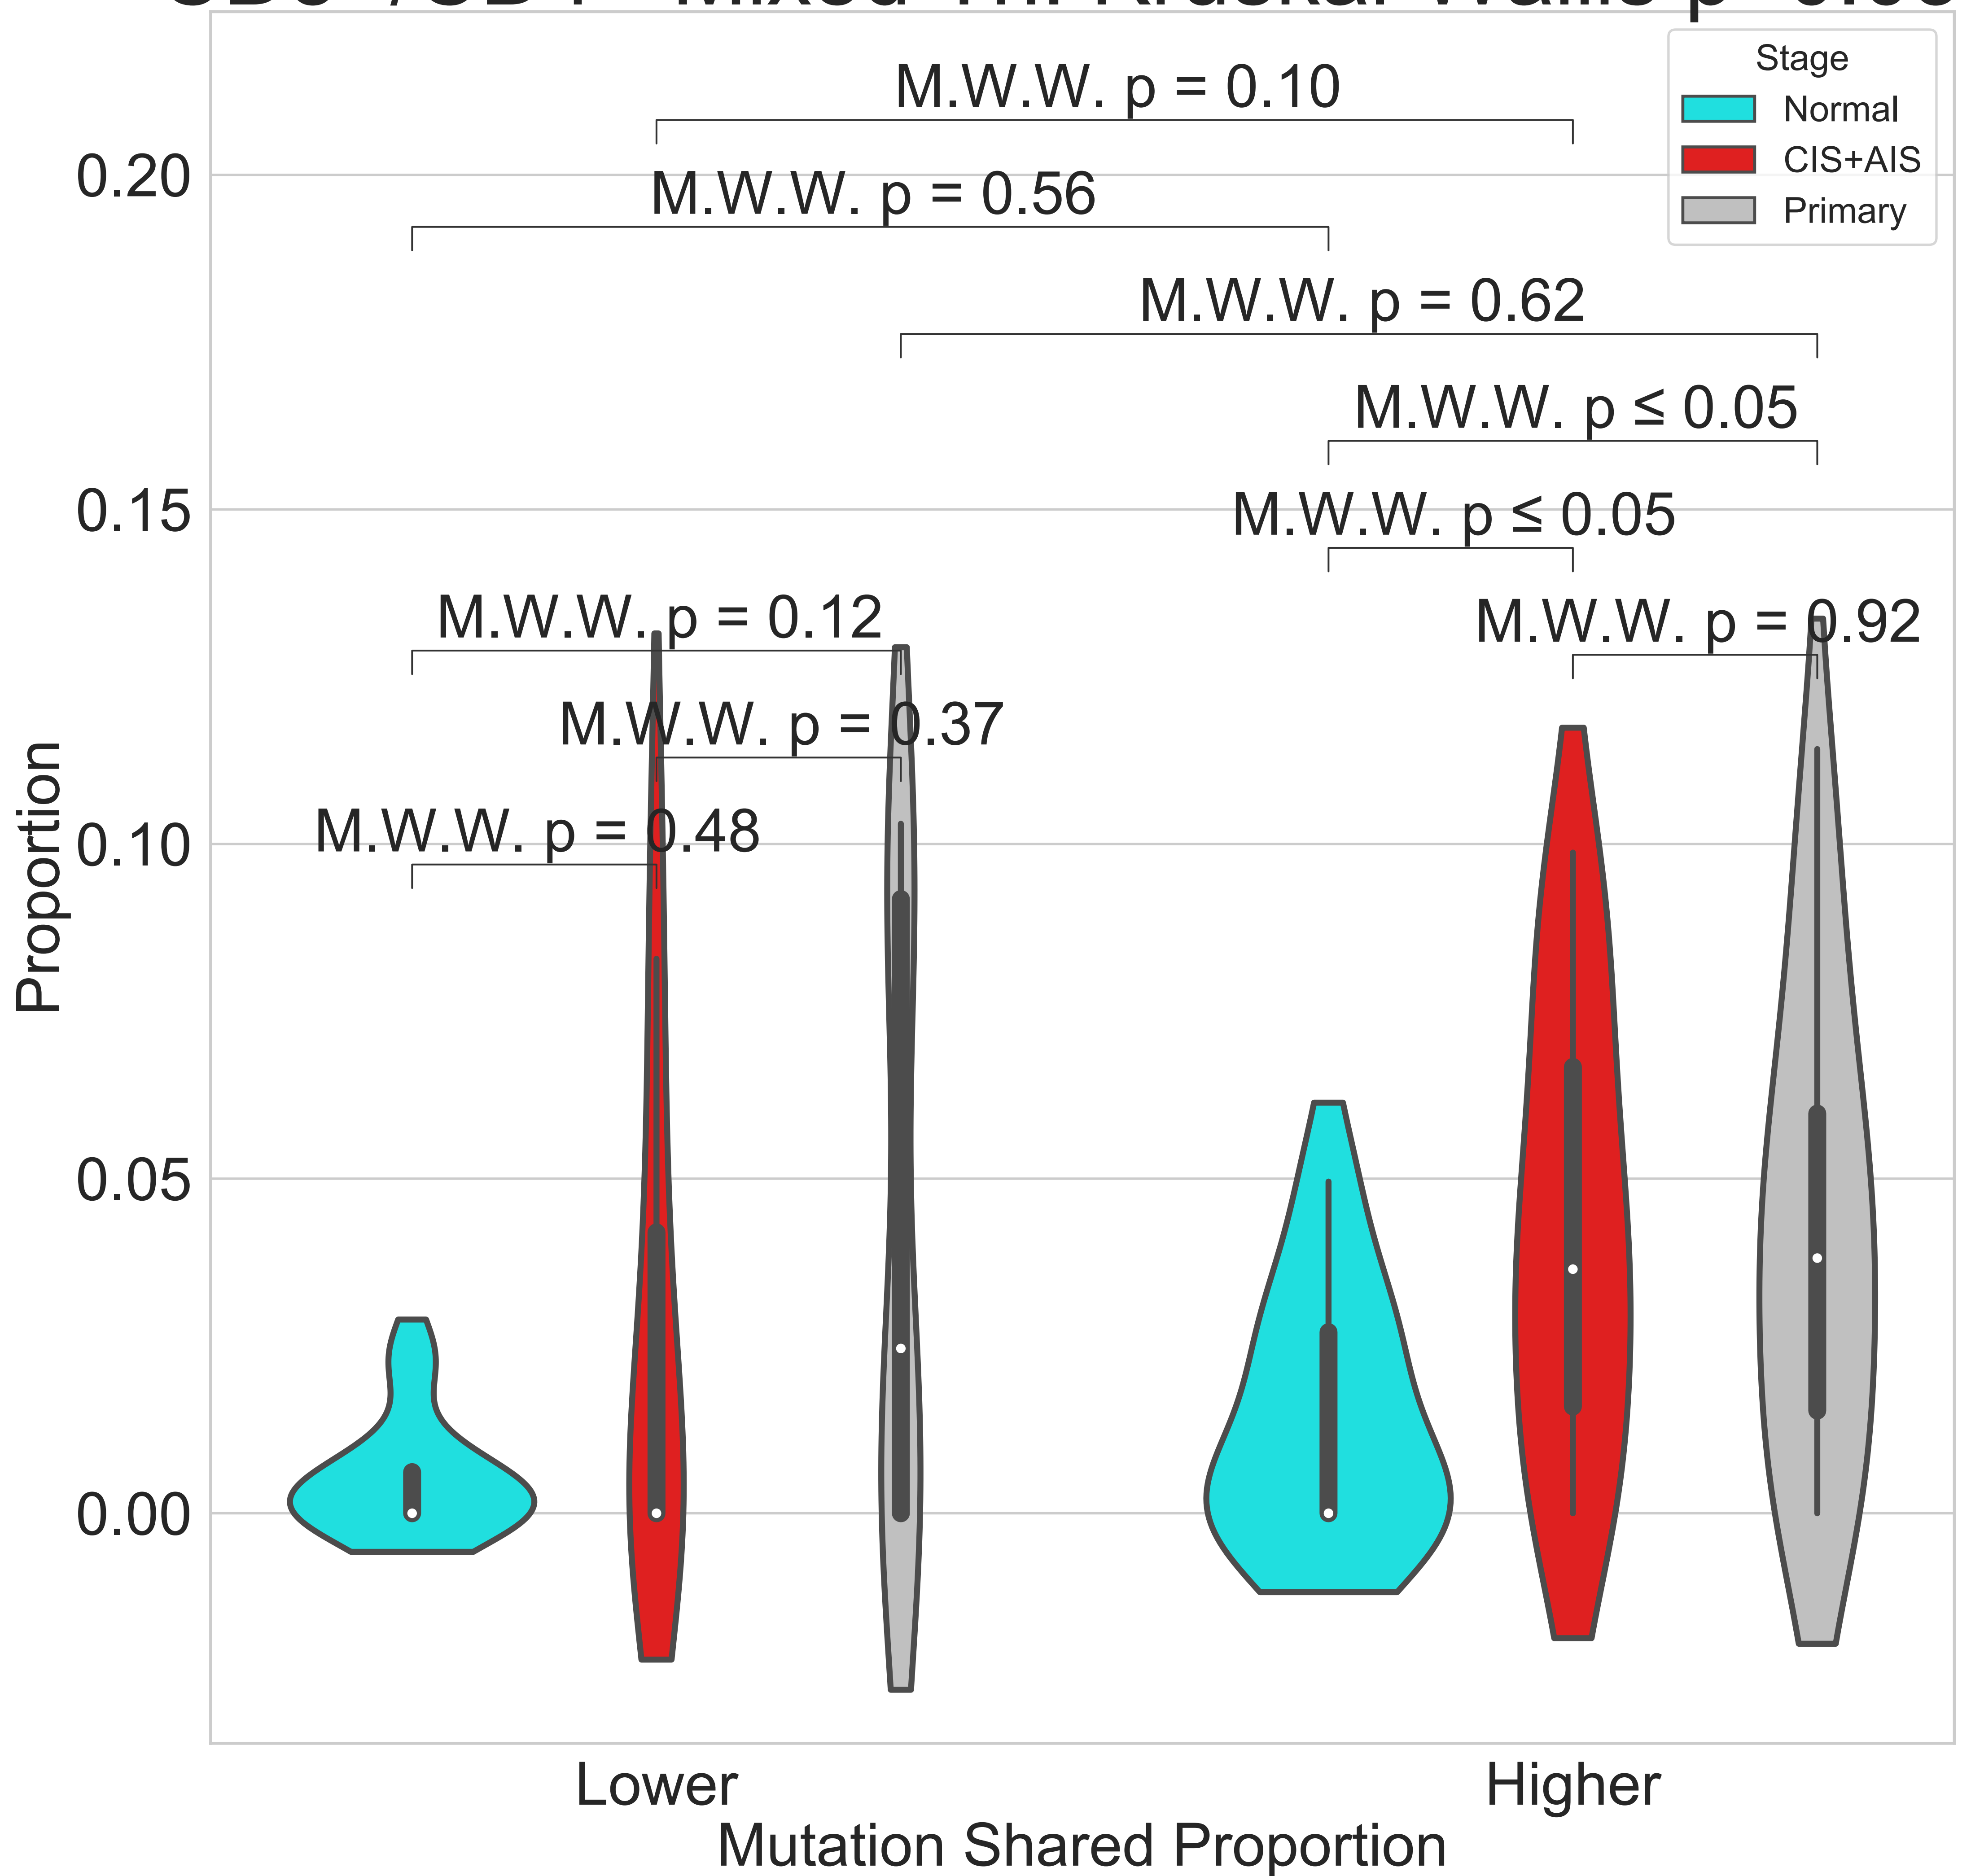 Stage
Normal
CIS+AIS
Primary
M.W.W. p = 0.10
M.W.W. p = 0.56
M.W.W. p = 0.62
M.W.W. p ≤ 0.05
M.W.W. p ≤ 0.05
M.W.W. p = 0.12
M.W.W. p = 0.92
M.W.W. p = 0.37
M.W.W. p = 0.48
0.20
0.15
0.10
0.05
0.00
Proportion
Lower
Higher
Mutation Shared Proportion